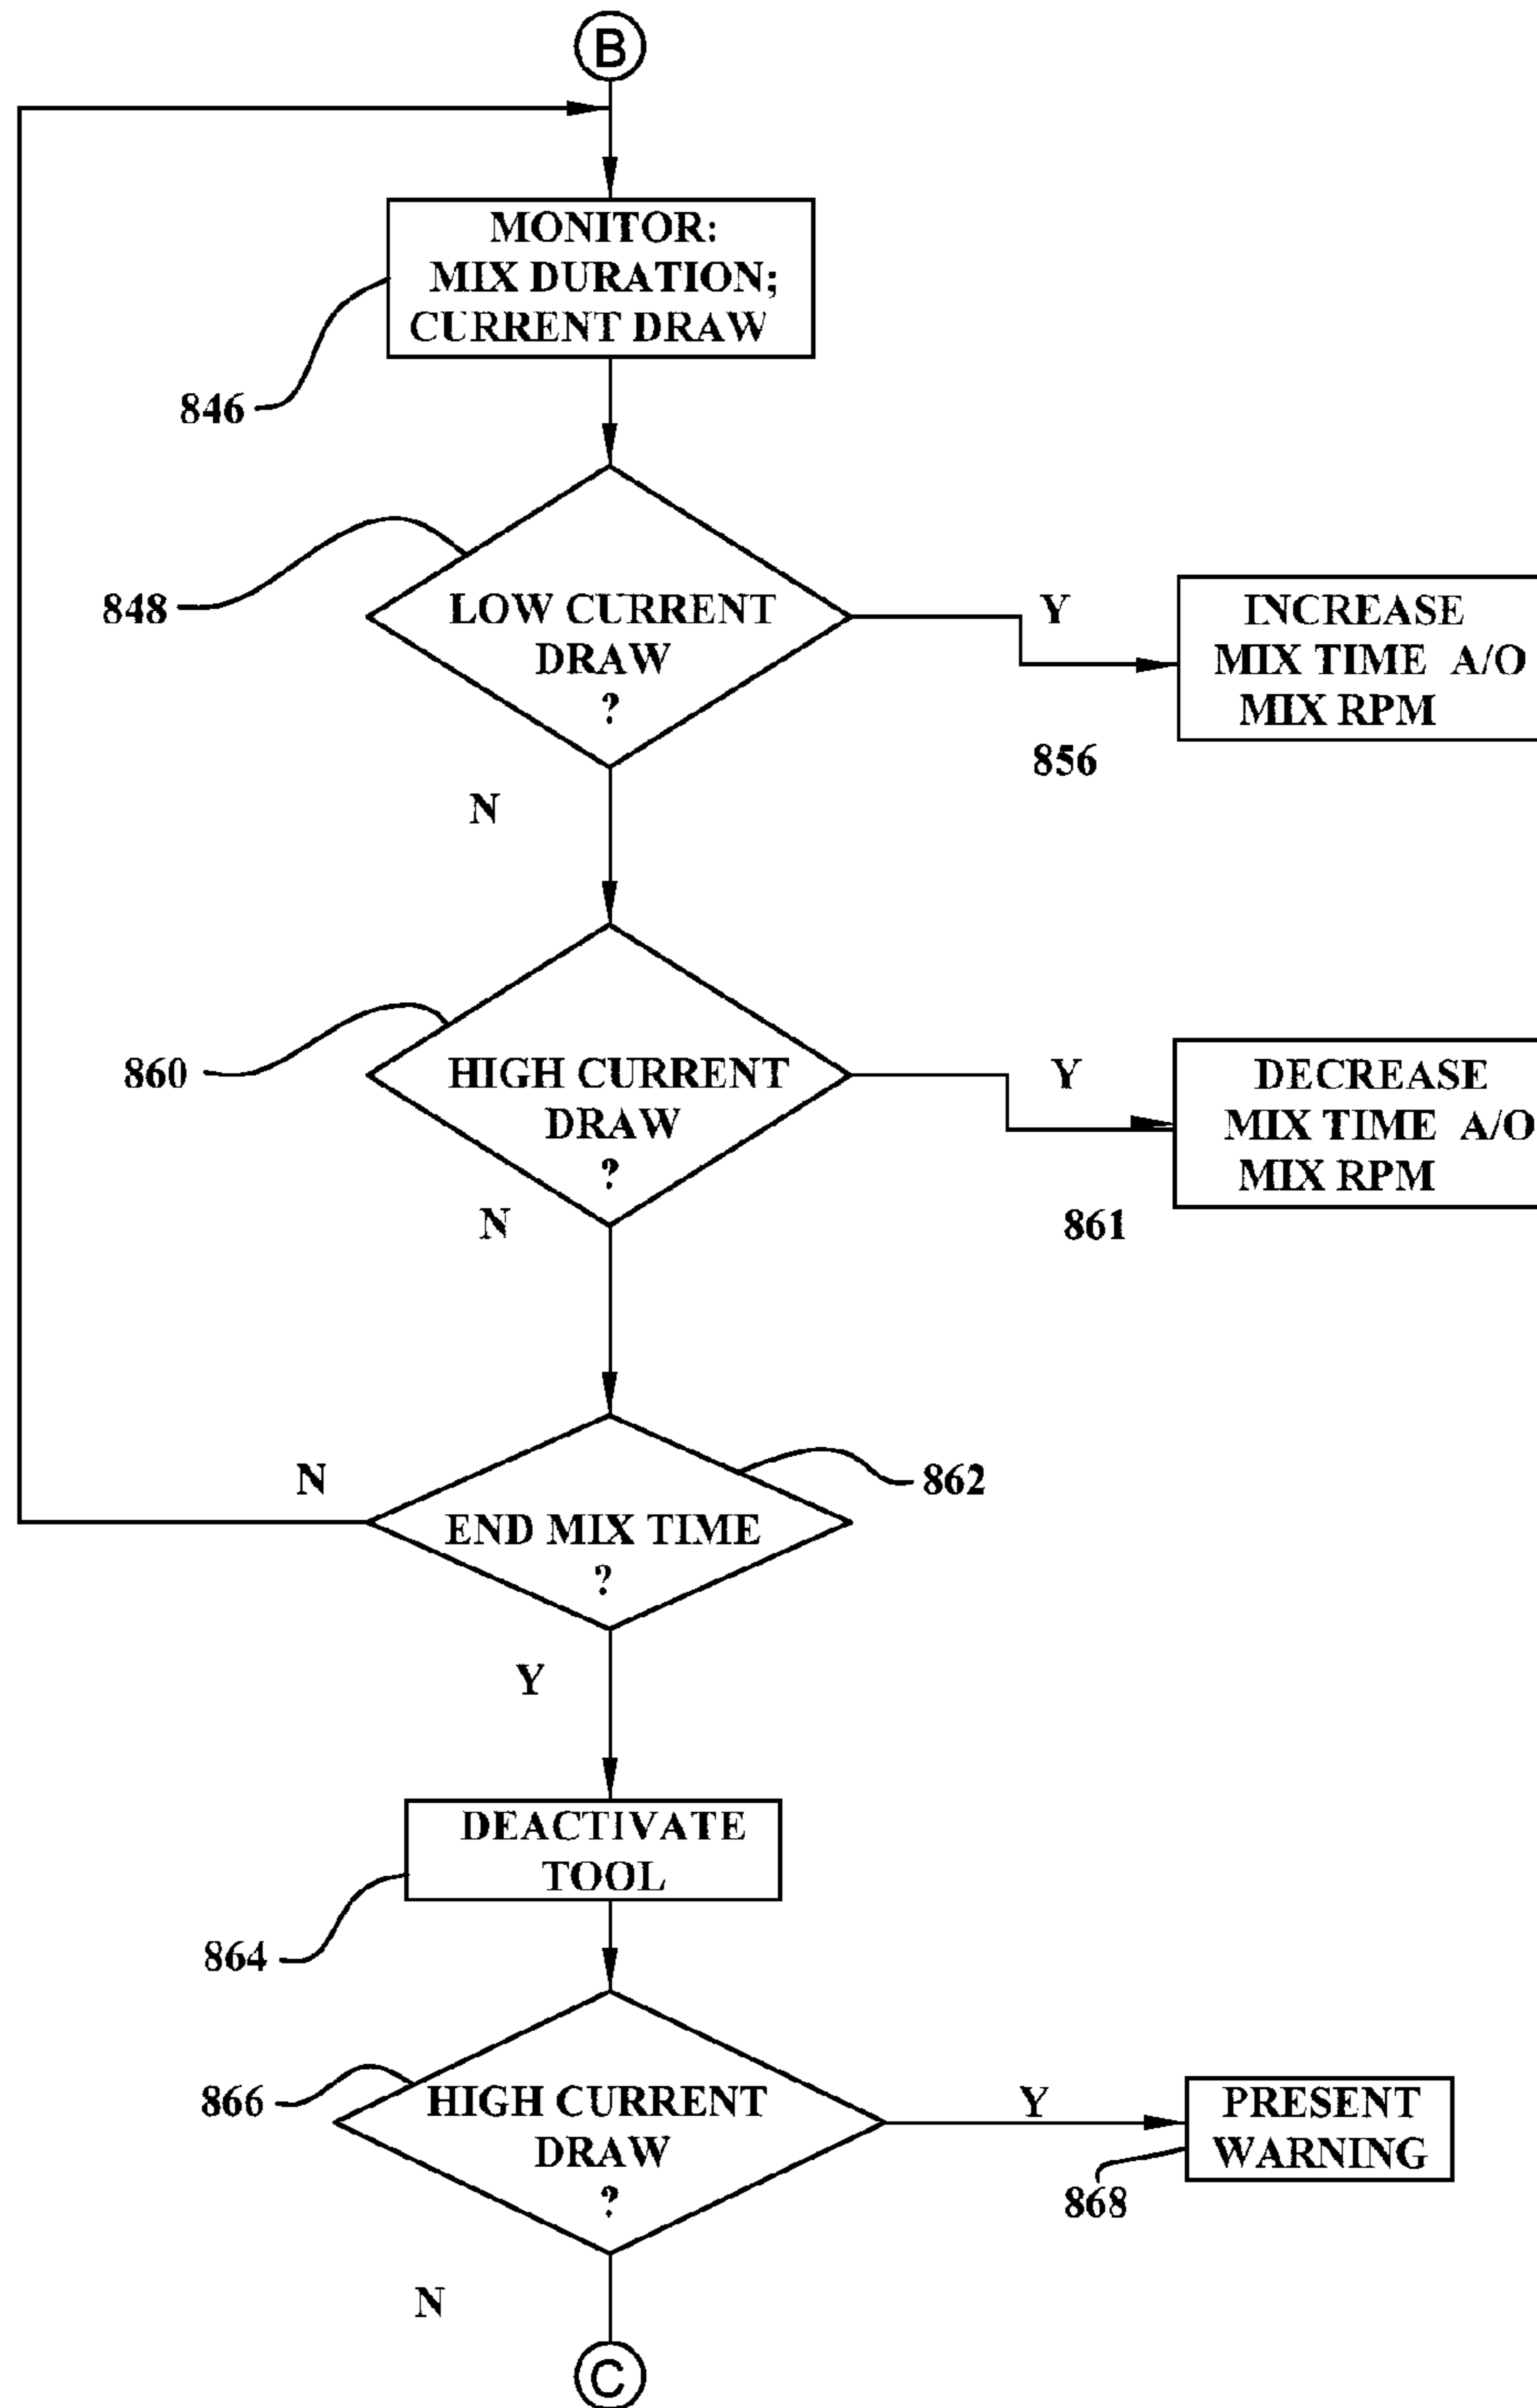 B
MONITOR:
MIX DURATION;
CURRENT DRAW
846
848
LOW CURRENT
DRAW
?
Y
INCREASE
MIX TIME A/O
MIX RPM
856
N
860
HIGH CURRENT
DRAW
?
Y
DECREASE
MIX TIME A/O
MIX RPM
861
N
862
N
END MIX TIME
?
Y
DEACTIVATE
TOOL
864
866
HIGH CURRENT
DRAW
?
Y
PRESENT
WARNING
868
N
C